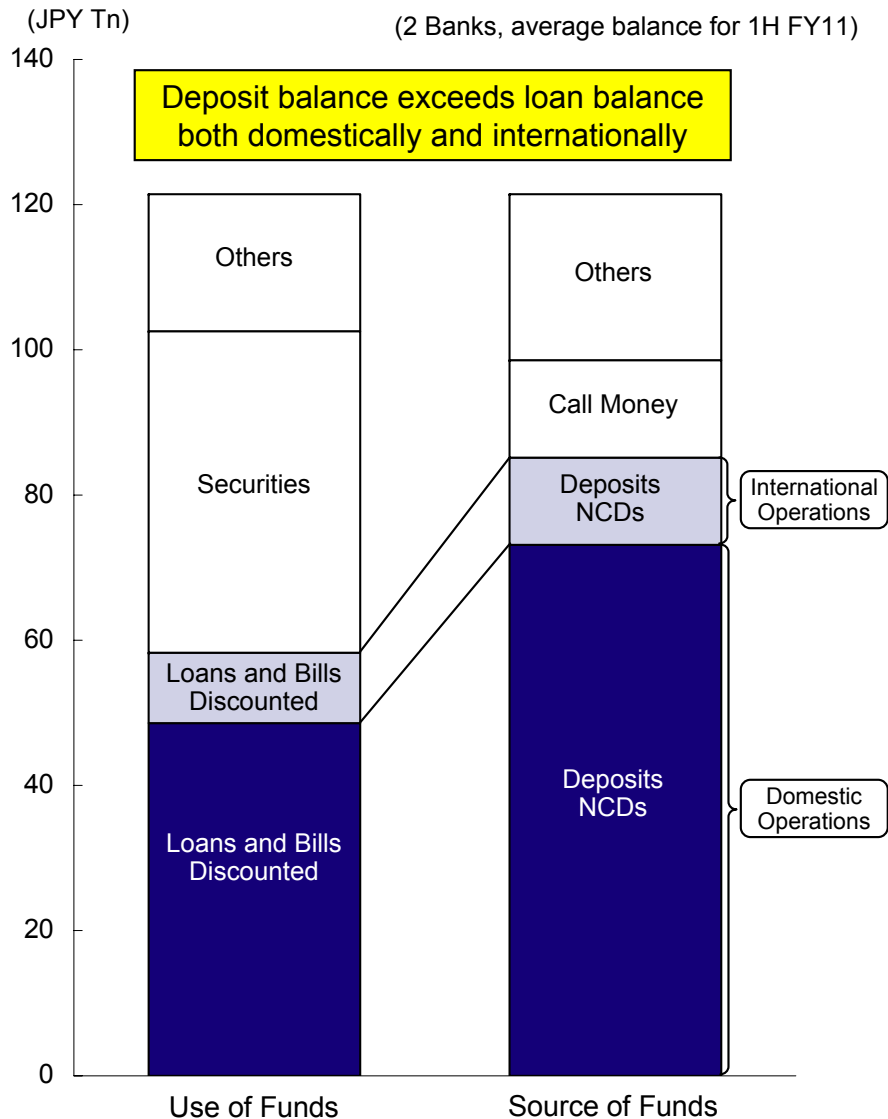 (JPY Tn)
(2 Banks, average balance for 1H FY11)
140
Deposit balance exceeds loan balance
both domestically and internationally
120
Others
Others
100
Call Money
Securities
80
Deposits
NCDs
International
Operations
60
Loans and Bills
Discounted
40
Deposits
NCDs
Domestic
Operations
Loans and Bills
Discounted
20
0
Use of Funds
Source of Funds